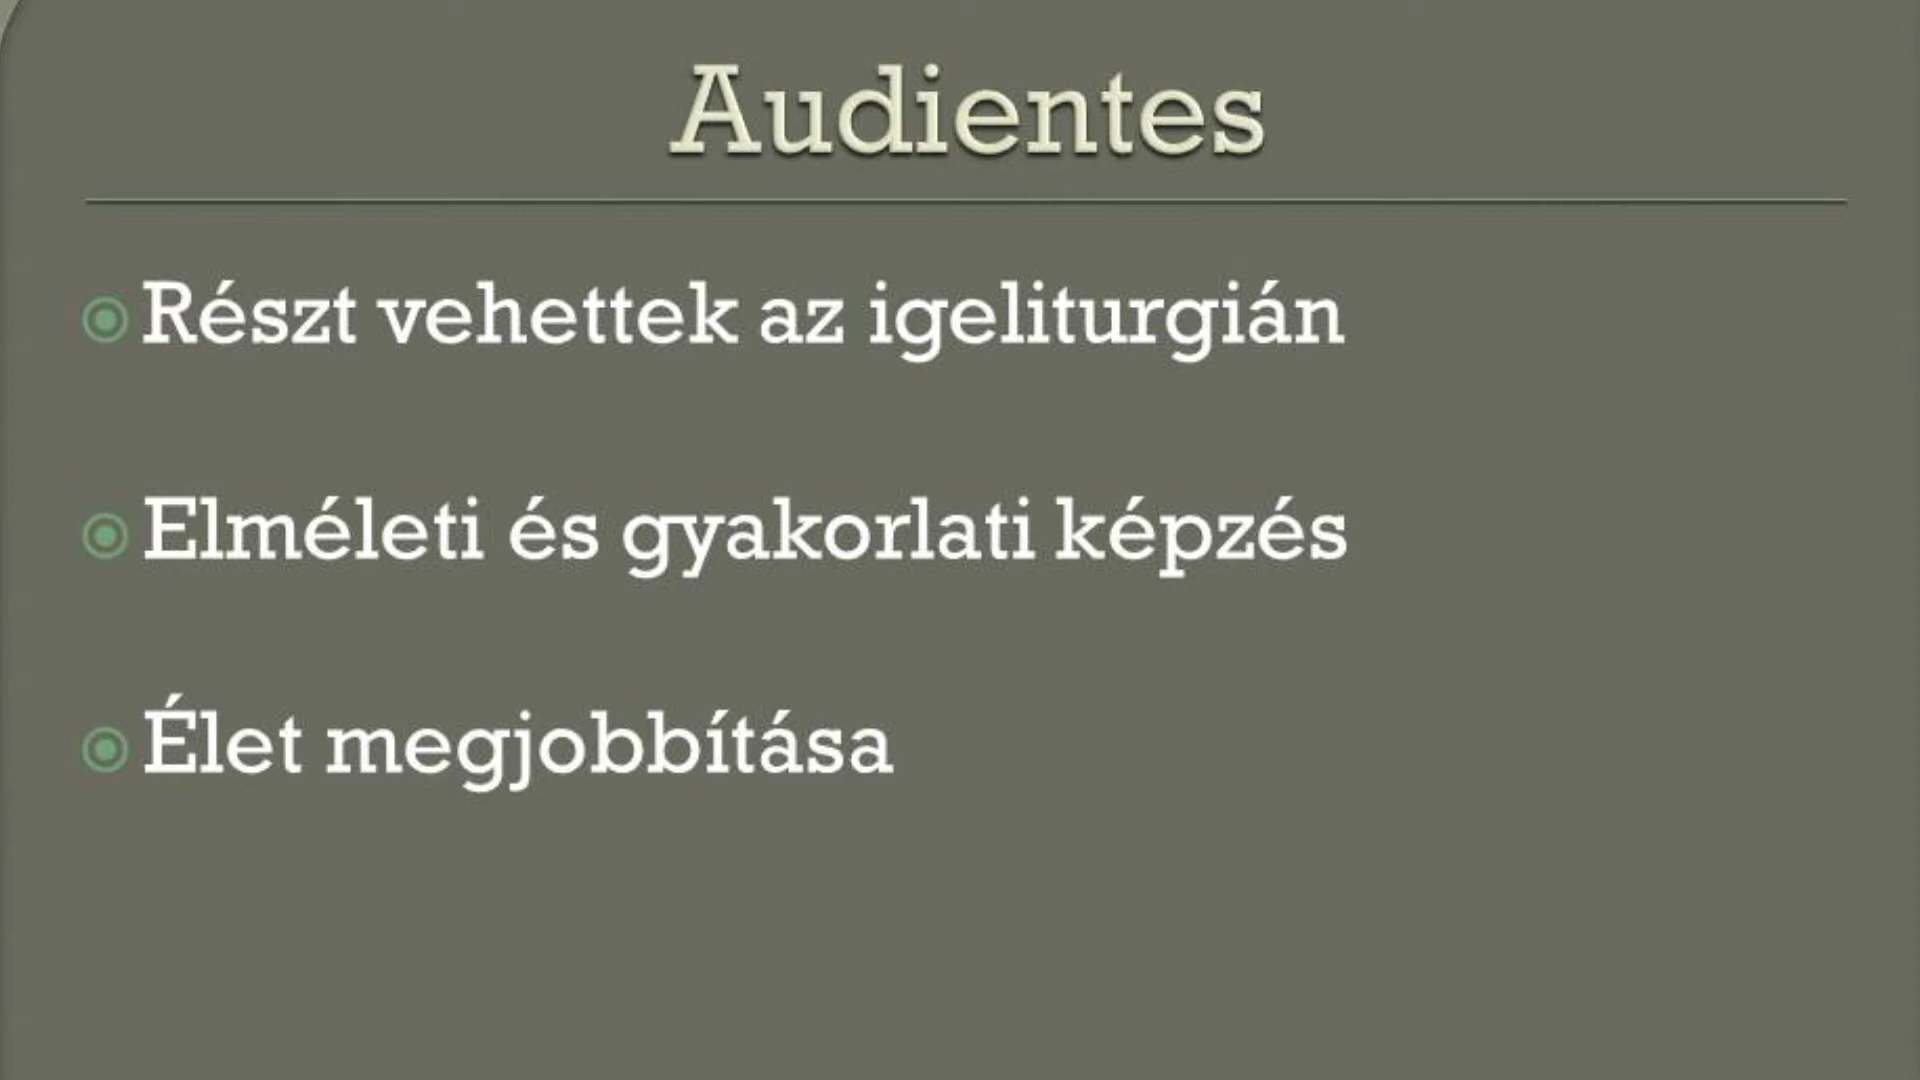 Audientes
Részt vehettek az igeliturgián
Elméleti és gyakorlati képzés
Élet megjobbítása